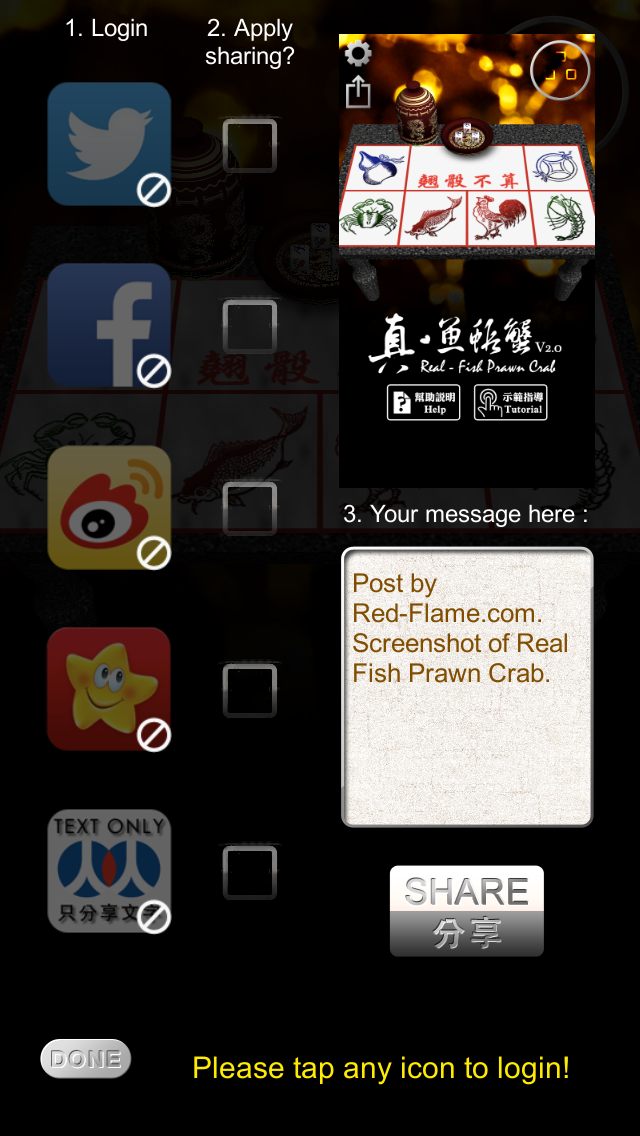 1. Login
2. Apply
sharing?
翹骰不算
真·魚蝦蟹 V2.0
Real - Fish Prawn Crab
幫助說明
Help
示範指導
Tutorial
翹骰
3. Your message here :
Post by
Red-Flame.com.
Screenshot of Real
Fish Prawn Crab.
TEXT ONLY
只分享文字
SHARE
分享
DONE
Please tap any icon to login!